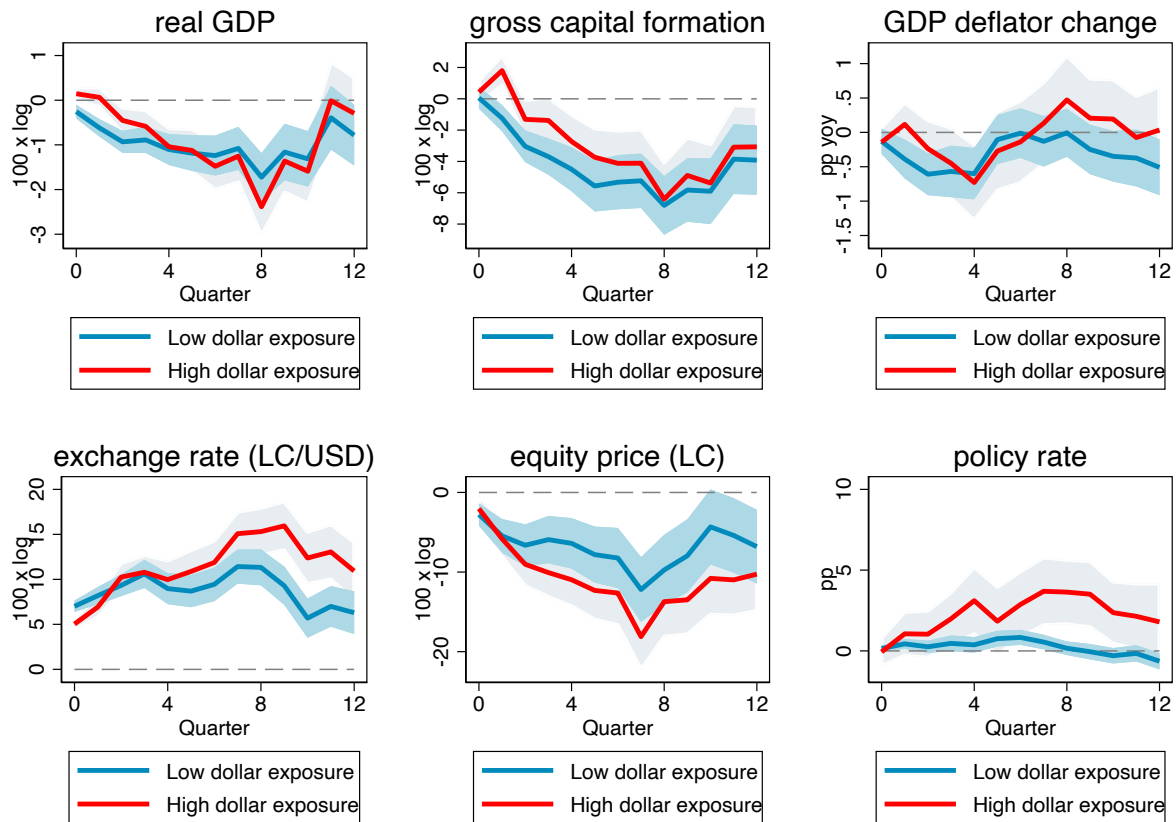 real GDP
100 x log
1
0
-1
-2
-3
0 4 8 12
Quarter
Low dollar exposure
High dollar exposure
gross capital formation
100 x log
2
0
-2
-4
-6
-8
0 4 8 12
Quarter
Low dollar exposure
High dollar exposure
GDP deflator change
pp yoy
1
.5
0
-.5
-1
-1.5
0 4 8 12
Quarter
Low dollar exposure
High dollar exposure
exchange rate (LC/USD)
100 x log
20
15
10
5
0
0 4 8 12
Quarter
Low dollar exposure
High dollar exposure
equity price (LC)
100 x log
0
-10
-20
0 4 8 12
Quarter
Low dollar exposure
High dollar exposure
policy rate
pp
10
5
0
0 4 8 12
Quarter
Low dollar exposure
High dollar exposure